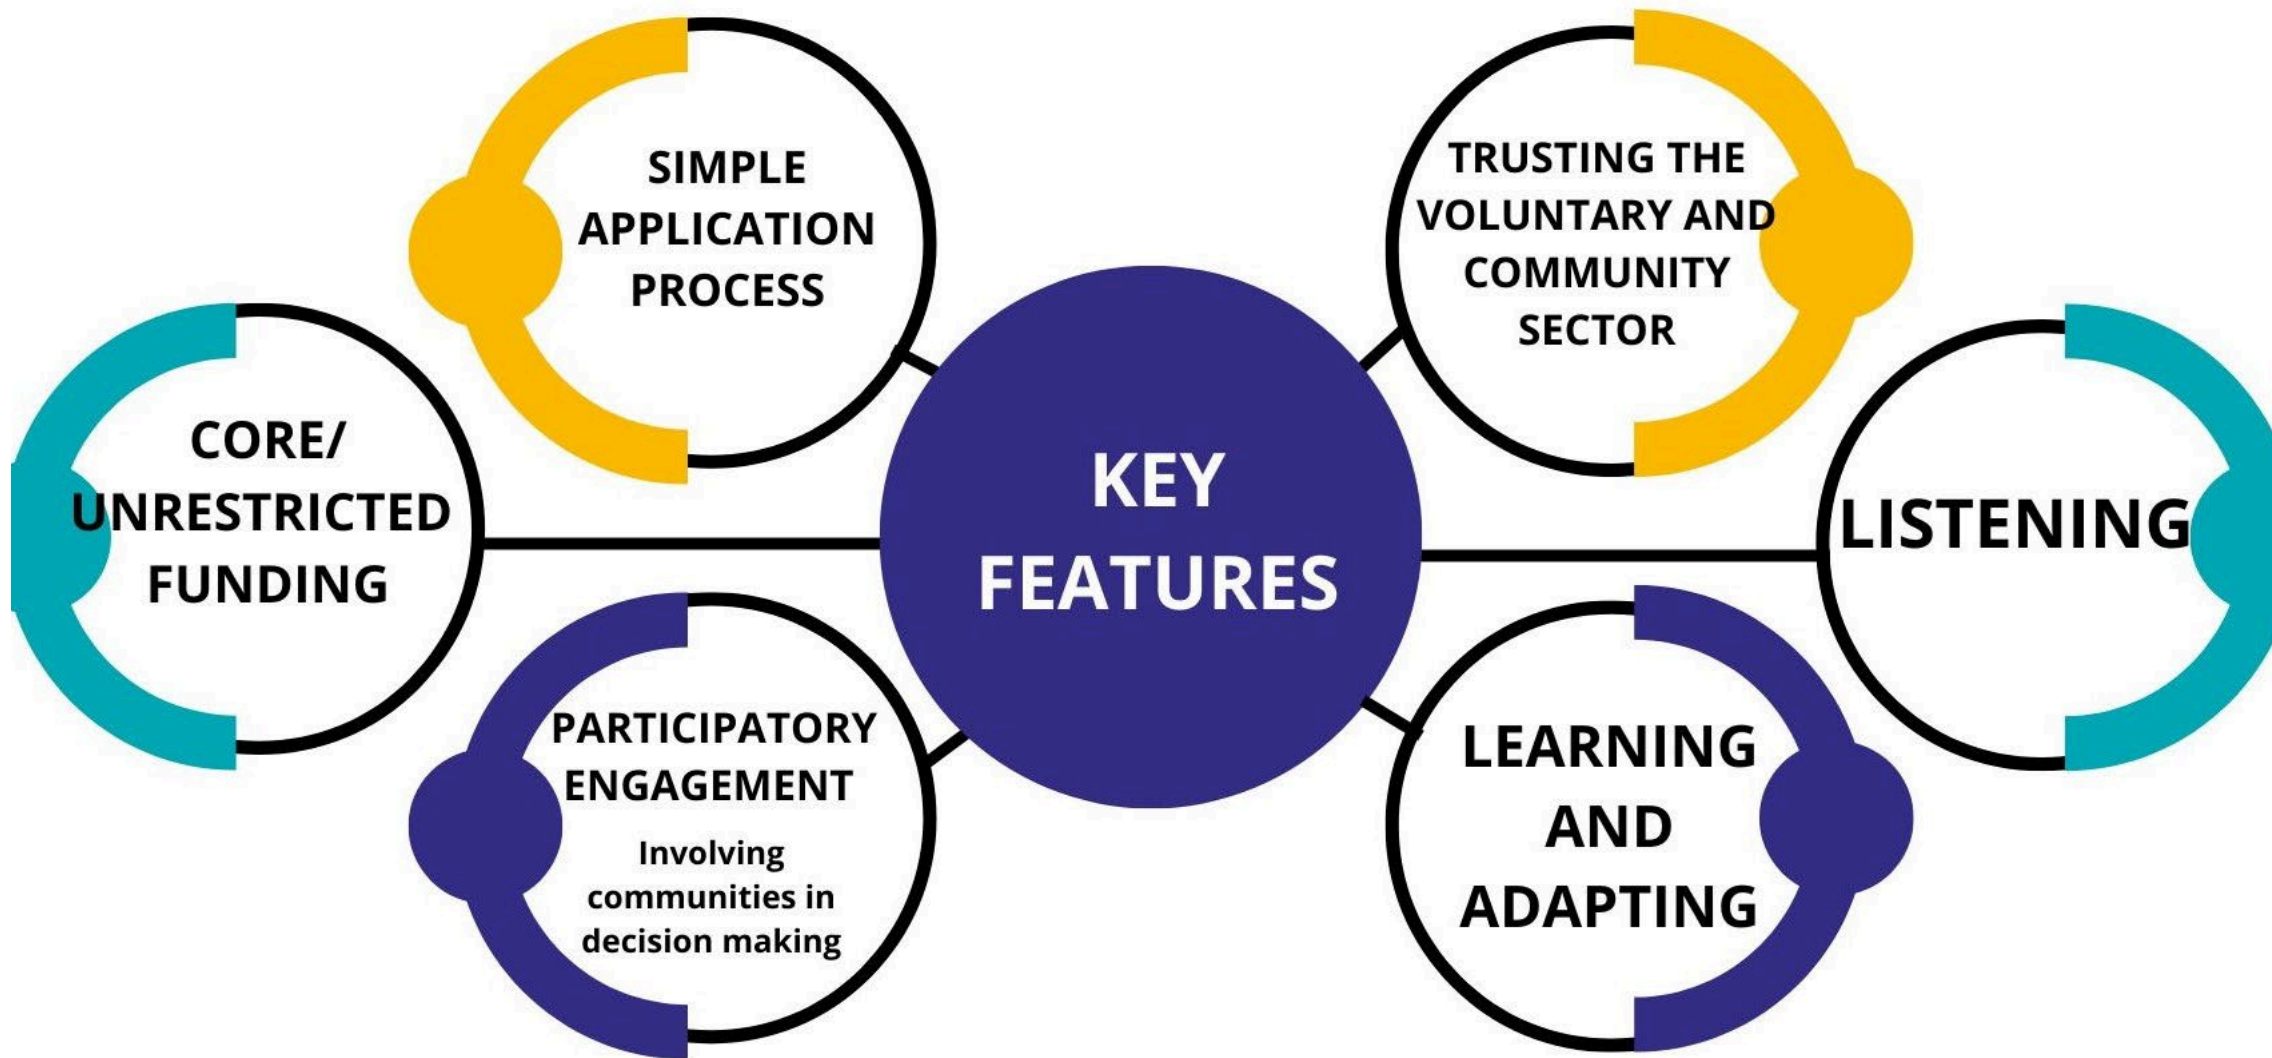 SIMPLE
APPLICATION
PROCESS
TRUSTING THE
VOLUNTARY AND
COMMUNITY
SECTOR
CORE/
UNRESTRICTED
FUNDING
KEY
FEATURES
LISTENING
PARTICIPATORY
ENGAGEMENT
Involving
communities in
decision making
LEARNING
AND
ADAPTING